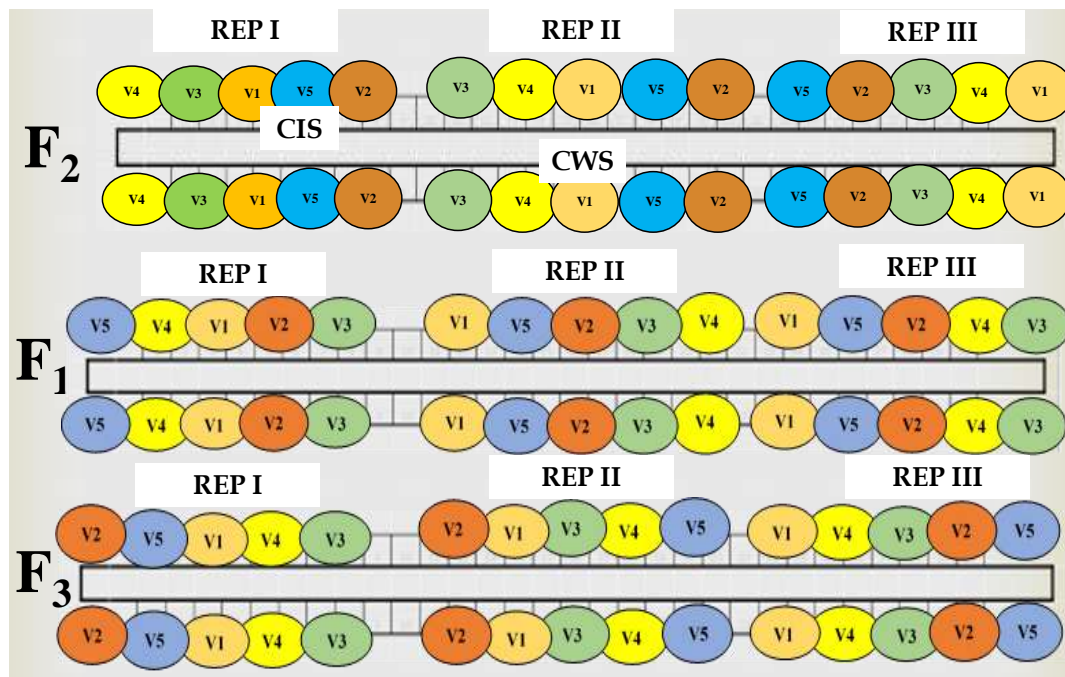 REP I REP II REP III
V4 V3 V1 V5 V2 V3 V4 V1 V5 V2 V5 V2 V3 V4 V1
CIS
F2
CWS
V4 V3 V1 V5 V2 V3 V4 V1 V5 V2 V5 V2 V3 V4 V1
REP I REP II REP III
V5 V4 V1 V2 V3 V1 V5 V2 V3 V4 V1 V5 V2 V4 V3
F1
V5 V4 V1 V2 V3 V1 V5 V2 V3 V4 V1 V5 V2 V4 V3
REP I REP II REP III
V2 V5 V1 V4 V3 V2 V1 V3 V4 V5 V1 V4 V3 V2 V5
F3
V2 V5 V1 V4 V3 V2 V1 V3 V4 V5 V1 V4 V3 V2 V5